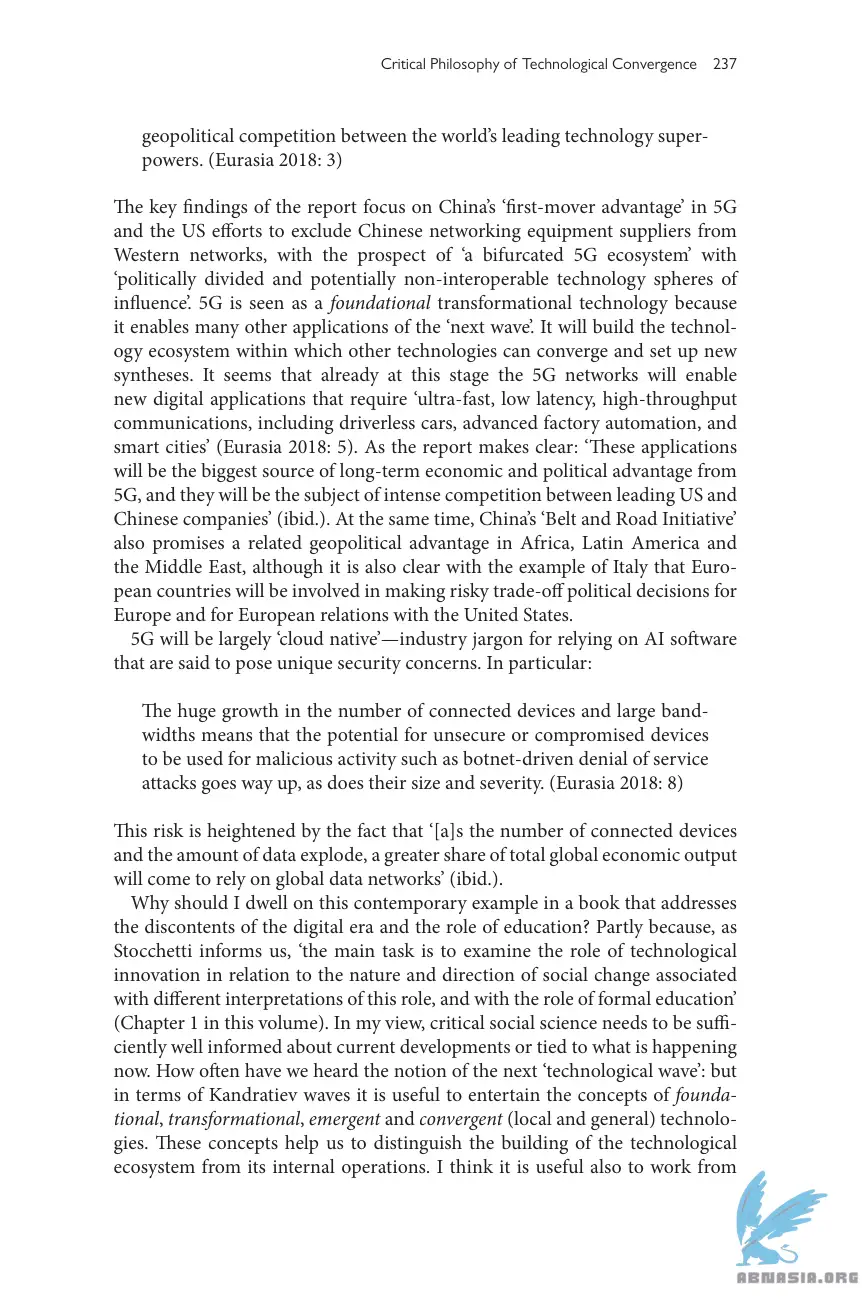 Critical Philosophy of Technological Convergence 237
geopolitical competition between the world’s leading technology super-
powers. (Eurasia 2018: 3)
The key findings of the report focus on China’s ‘first-mover advantage’ in 5G
and the US efforts to exclude Chinese networking equipment suppliers from
Western networks, with the prospect of ‘a bifurcated 5G ecosystem’ with
‘politically divided and potentially non-interoperable technology spheres of
influence’. 5G is seen as a foundational transformational technology because
it enables many other applications of the ‘next wave’. It will build the technol-
ogy ecosystem within which other technologies can converge and set up new
syntheses. It seems that already at this stage the 5G networks will enable
new digital applications that require ‘ultra-fast, low latency, high-throughput
communications, including driverless cars, advanced factory automation, and
smart cities’ (Eurasia 2018: 5). As the report makes clear: ‘These applications
will be the biggest source of long-term economic and political advantage from
5G, and they will be the subject of intense competition between leading US and
Chinese companies’ (ibid.). At the same time, China’s ‘Belt and Road Initiative’
also promises a related geopolitical advantage in Africa, Latin America and
the Middle East, although it is also clear with the example of Italy that Euro-
pean countries will be involved in making risky trade-off political decisions for
Europe and for European relations with the United States.
5G will be largely ‘cloud native’—industry jargon for relying on AI software
that are said to pose unique security concerns. In particular:
The huge growth in the number of connected devices and large band-
widths means that the potential for unsecure or compromised devices
to be used for malicious activity such as botnet-driven denial of service
attacks goes way up, as does their size and severity. (Eurasia 2018: 8)
This risk is heightened by the fact that ‘[a]s the number of connected devices
and the amount of data explode, a greater share of total global economic output
will come to rely on global data networks’ (ibid.).
Why should I dwell on this contemporary example in a book that addresses
the discontents of the digital era and the role of education? Partly because, as
Stocchetti informs us, ‘the main task is to examine the role of technological
innovation in relation to the nature and direction of social change associated
with different interpretations of this role, and with the role of formal education’
(Chapter 1 in this volume). In my view, critical social science needs to be suffi-
ciently well informed about current developments or tied to what is happening
now. How often have we heard the notion of the next ‘technological wave’: but
in terms of Kandratiev waves it is useful to entertain the concepts of founda-
tional, transformational, emergent and convergent (local and general) technolo-
gies. These concepts help us to distinguish the building of the technological
ecosystem from its internal operations. I think it is useful also to work from
ABNASIA.ORG